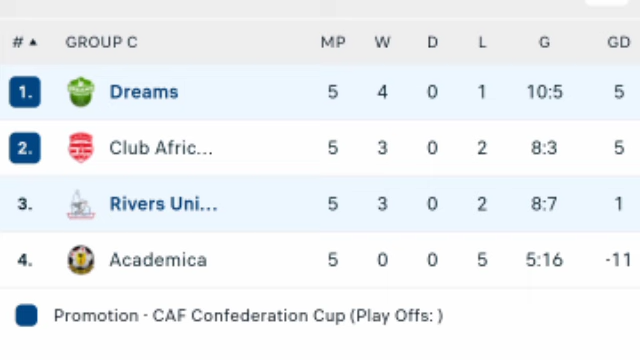 # ▲ GROUP C MP W D L G GD
1. Dreams 5 4 0 1 10:5 5
2. Club Afric... 5 3 0 2 8:3 5
3. Rivers Uni... 5 3 0 2 8:7 1
4. Academica 5 0 0 5 5:16 -11
Promotion - CAF Confederation Cup (Play Offs: )